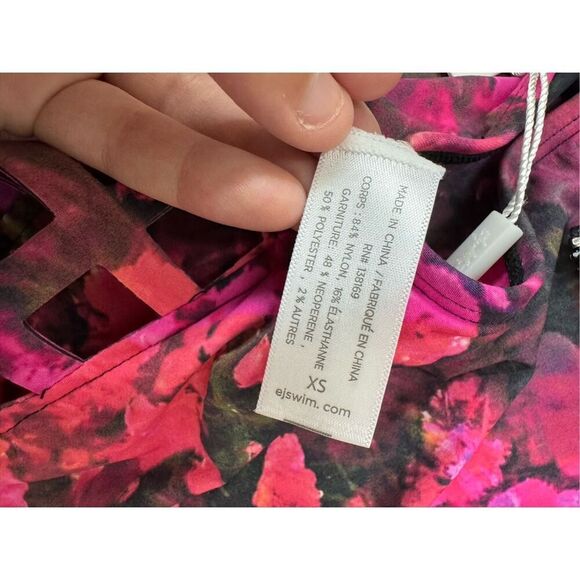 MADE IN CHINA / FABRIQUÉ EN CHINA
RN# 138169
CORPS : 84% NYLON, 16% ÉLASTHANNE
GARNITURE: 48 % NEOPERENE,
50 % POLYESTER , 2 % AUTRES
XS
ejswim. com